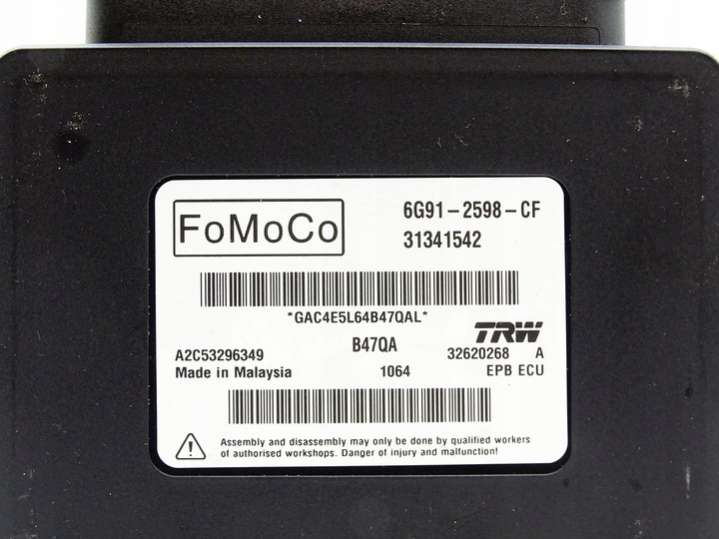 FoMoCo
6G91-2598-CF
31341542
*GAC4E5L64B47QAL*
B47QA
TRW
A2C53296349
32620268 A
Made in Malaysia
1064
EPB ECU
Assembly and disassembly may only be done by qualified workers
of authorised workshops. Danger of injury and malfunction!